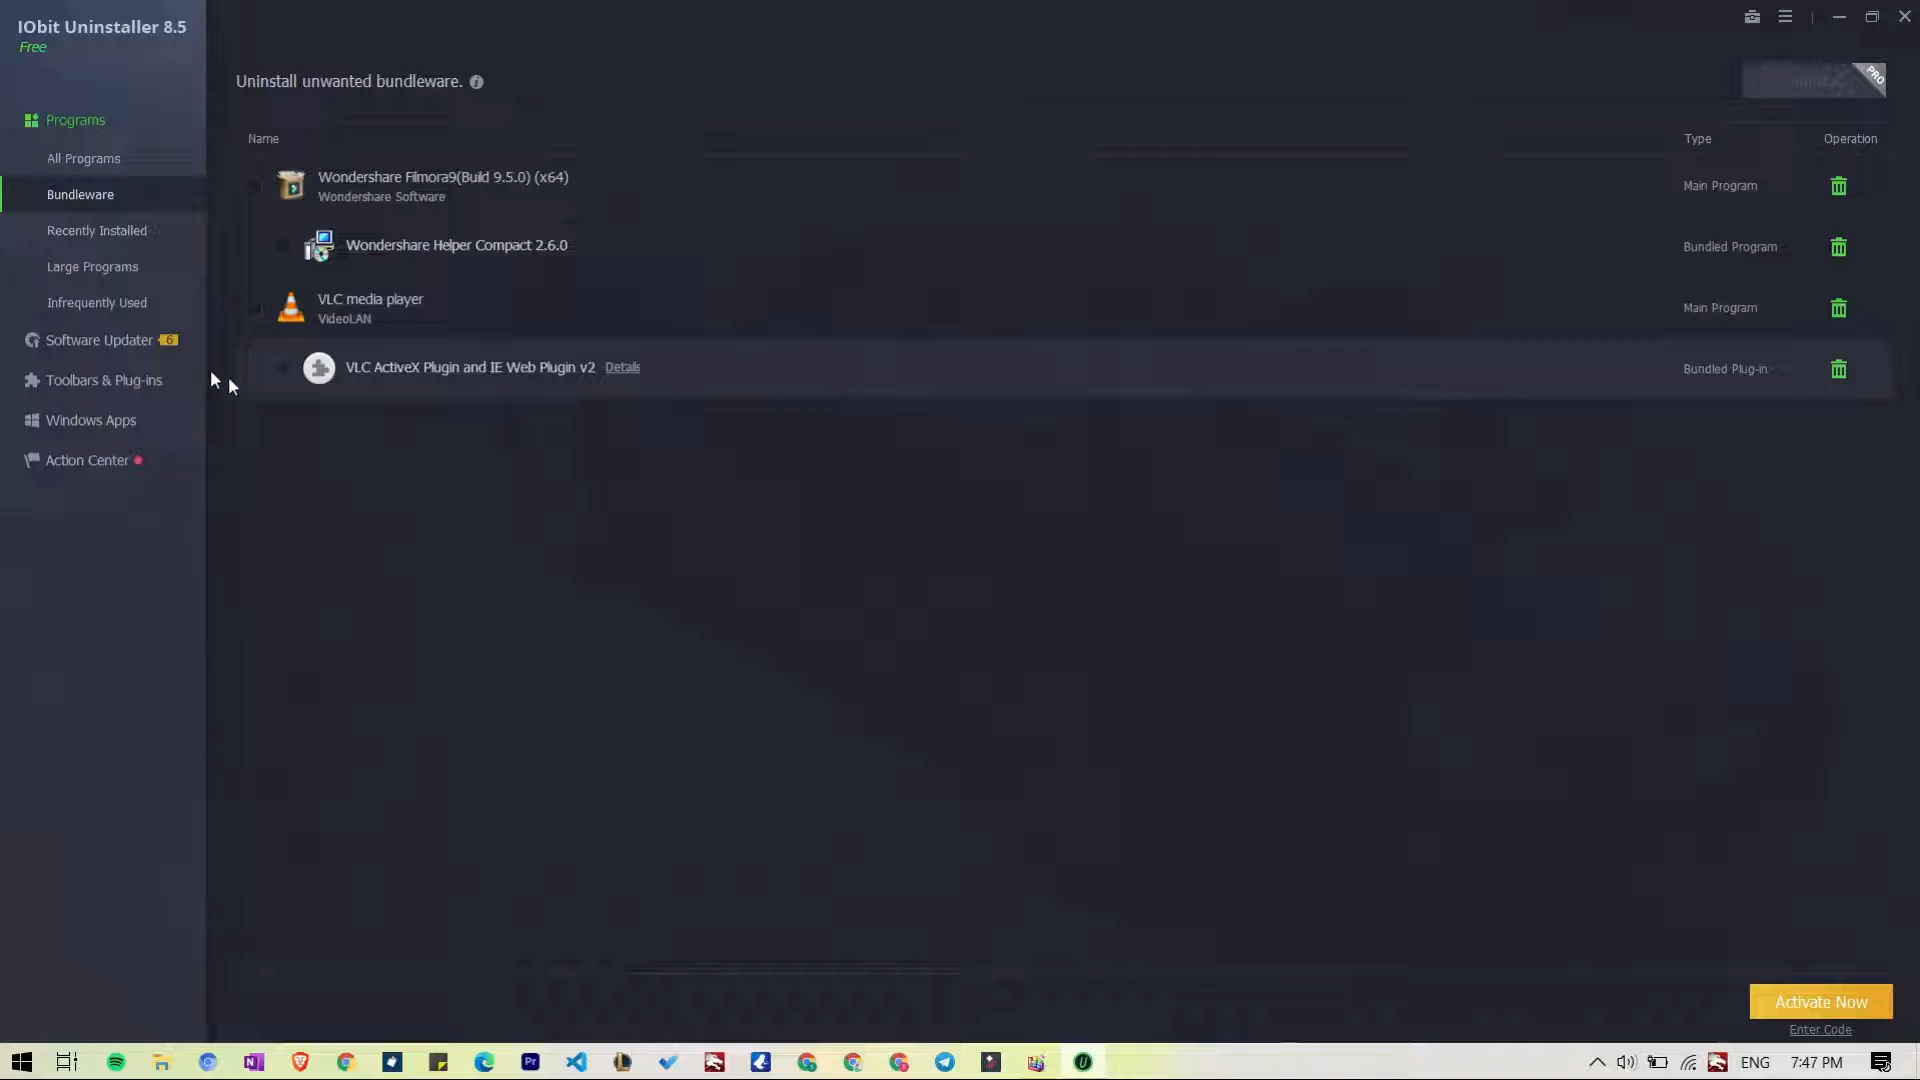 IObit Uninstaller 8.5
Free
Uninstall unwanted bundleware.
PRO
Programs
All Programs
Bundleware
Recently Installed
Large Programs
Infrequently Used
Software Updater 6
Toolbars & Plug-ins
Windows Apps
Action Center
Name Type Operation
Wondershare Filmora9(Build 9.5.0) (x64)
Wondershare Software
Main Program
Wondershare Helper Compact 2.6.0 Bundled Program
VLC media player
VideoLAN
Main Program
VLC ActiveX Plugin and IE Web Plugin v2 Details Bundled Plug-in
Activate Now
Enter Code
ENG 7:47 PM